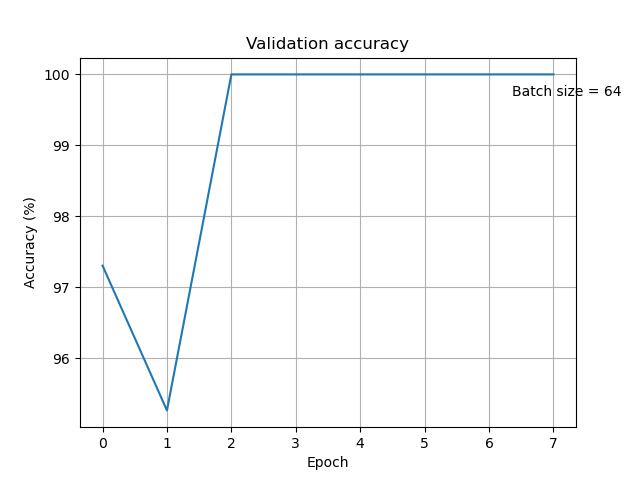 Validation accuracy
100
Batch size = 64
99
98
97
96
Accuracy (%)
0 1 2 3 4 5 6 7
Epoch